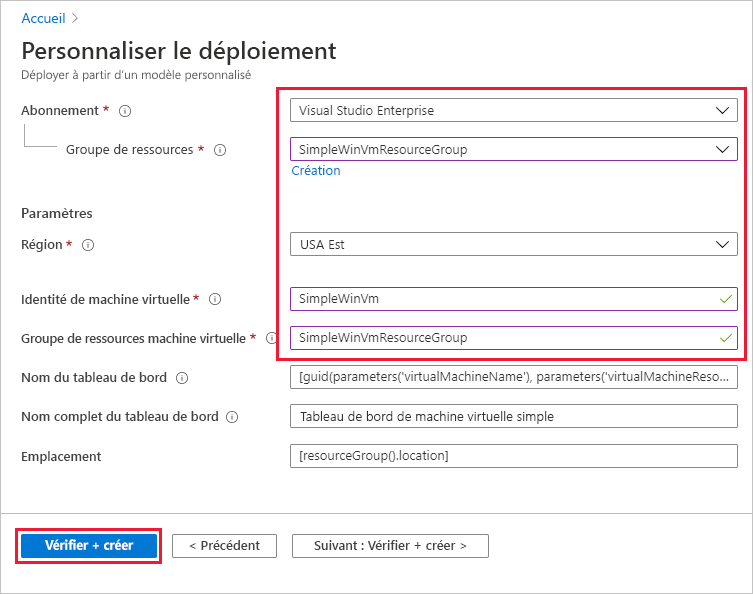 Accueil >
Personnaliser le déploiement
Déployer à partir d'un modèle personnalisé
Abonnement *
Visual Studio Enterprise
Groupe de ressources *
SimpleWinVmResourceGroup
Création
Paramètres
Région *
USA Est
Identité de machine virtuelle *
SimpleWinVm
Groupe de ressources machine virtuelle *
SimpleWinVmResourceGroup
Nom du tableau de bord
[guid(parameters('virtualMachineName'), parameters('virtualMachineReso...
Nom complet du tableau de bord
Tableau de bord de machine virtuelle simple
Emplacement
[resourceGroup().location]
Vérifier + créer
< Précédent
Suivant : Vérifier + créer >